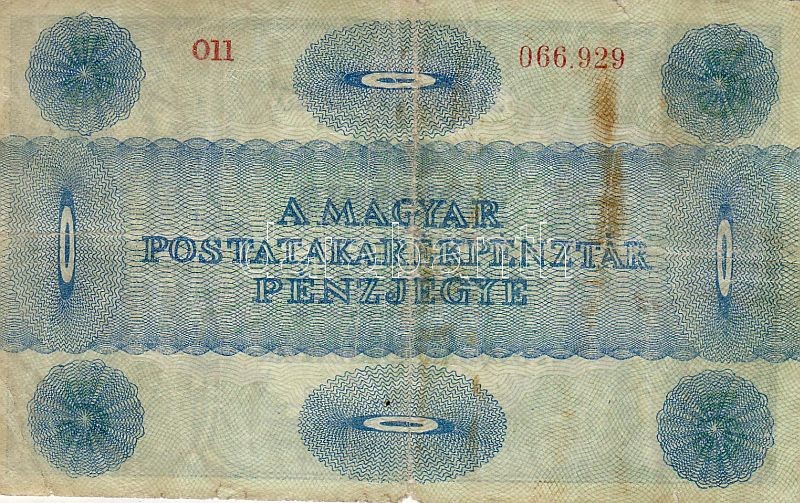 011 066.929
A MAGYAR
POSTATAKARÉKPÉNZTÁR
PÉNZJEGYE